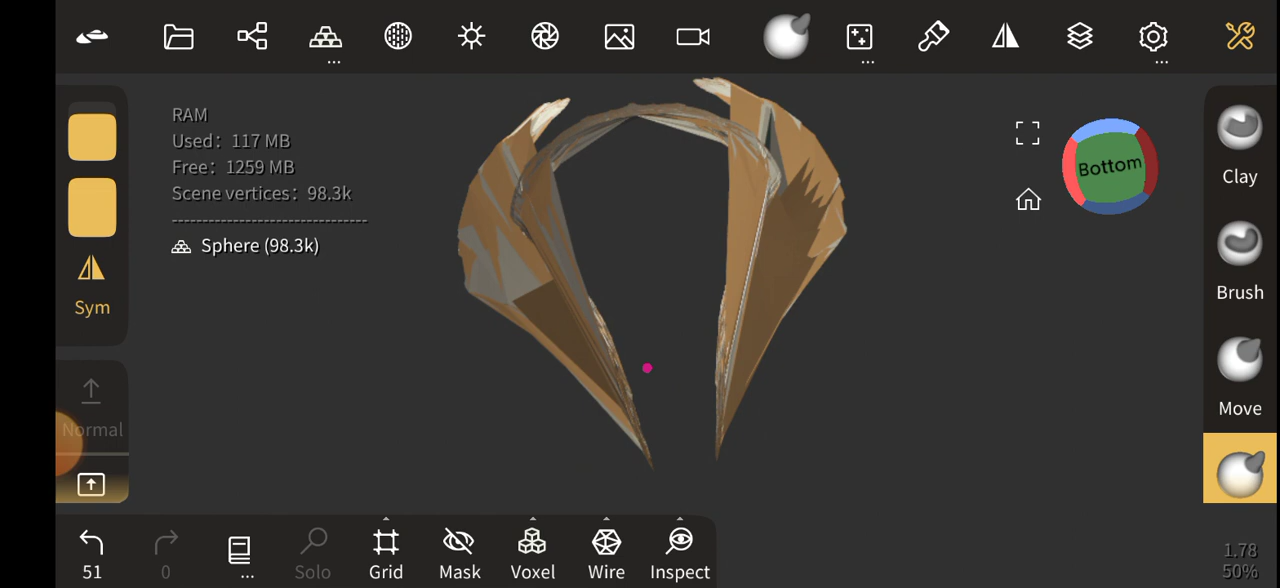 RAM
Used: 117 MB
Free: 1259 MB
Scene vertices: 98.3k
--------------------------------
Sphere (98.3k)
Bottom
Sym
Normal
Clay
Brush
Move
51
0
...
Solo
Grid
Mask
Voxel
Wire
Inspect
1.78
50%